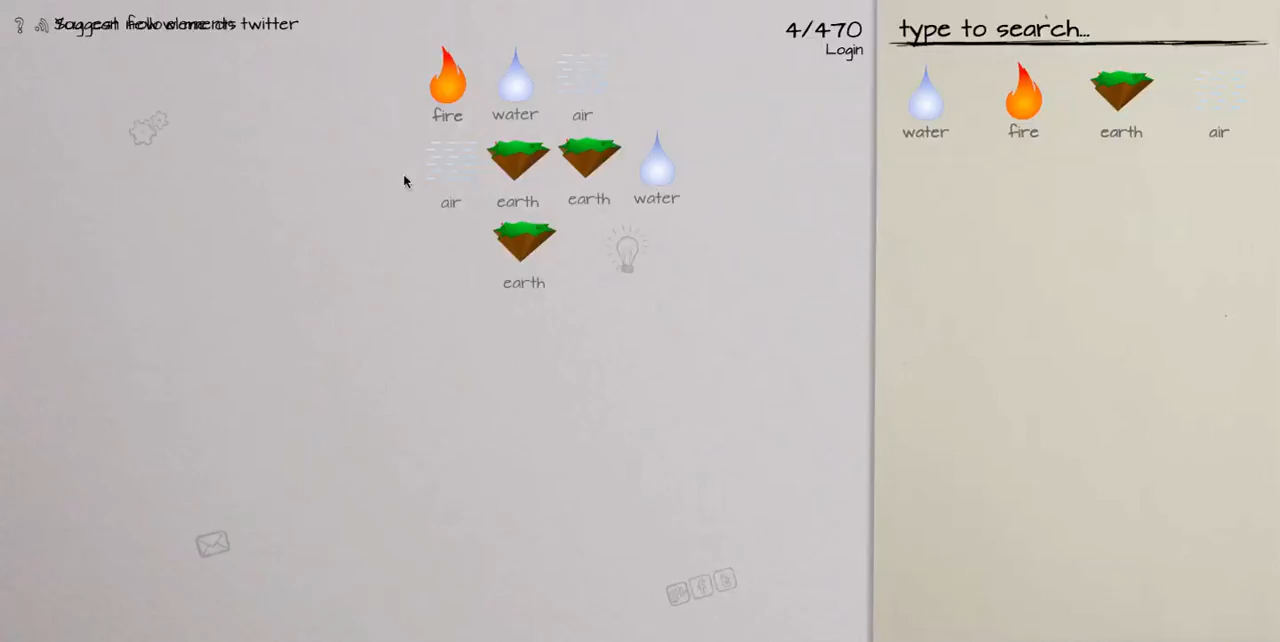 4/470
Login
type to search...
fire water air
water fire earth air
air earth earth water
earth